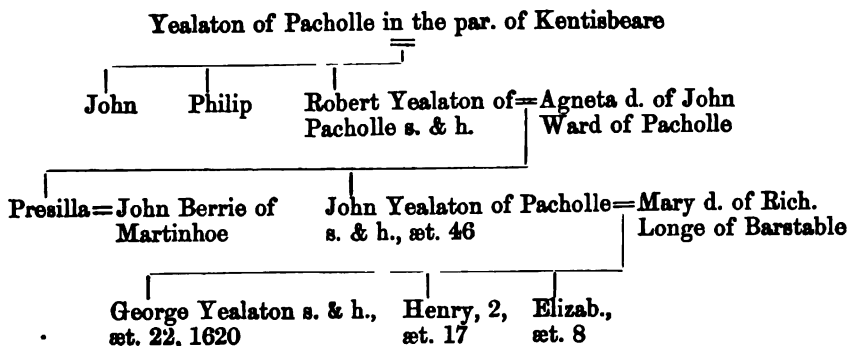 Yealaton of Pacholle in the par. of Kentisbeare
John Philip Robert Yealaton of=Agneta d. of John
Pacholle s. & h. Ward of Pacholle
Presilla=John Berrie of John Yealaton of Pacholle=Mary d. of Rich.
Martinhoe s. & h., æt. 46 Longe of Barstable
George Yealaton s. & h., Henry, 2, Elizab.,
æt. 22, 1620 æt. 17 æt. 8